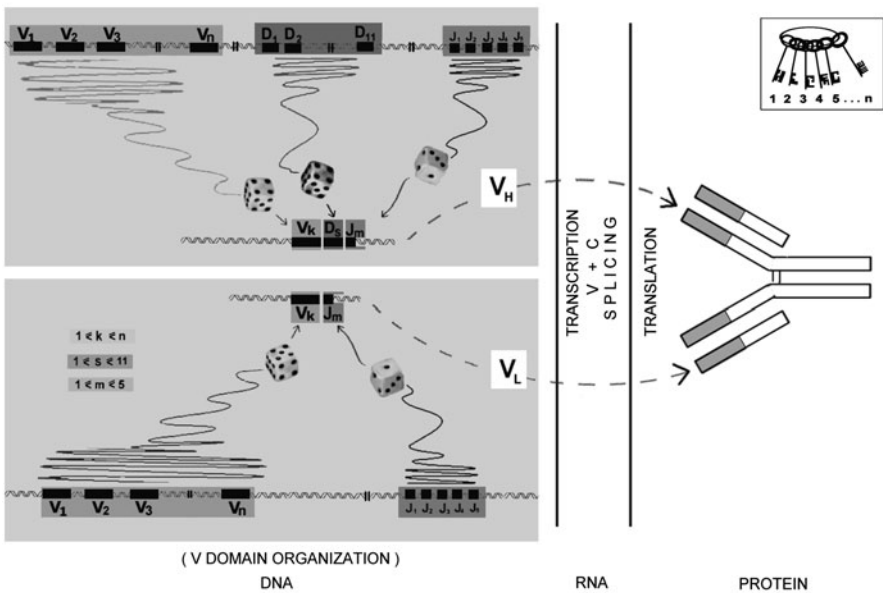 V₁ V₂ V₃ Vₙ D₁ D₂ D₁₁ J₁ J₂ J₃ J₄ J₅
1 2 3 4 5 . . . n
V_H
Vₖ Dₛ Jₘ
Vₖ Jₘ
1 ⩽ k ⩽ n
1 ⩽ s ⩽ 11
1 ⩽ m ⩽ 5
V_L
V₁ V₂ V₃ Vₙ J₁ J₂ J₃ J₄ J₅
TRANSCRIPTION
V + C
SPLICING
TRANSLATION
( V DOMAIN ORGANIZATION )
DNA RNA PROTEIN